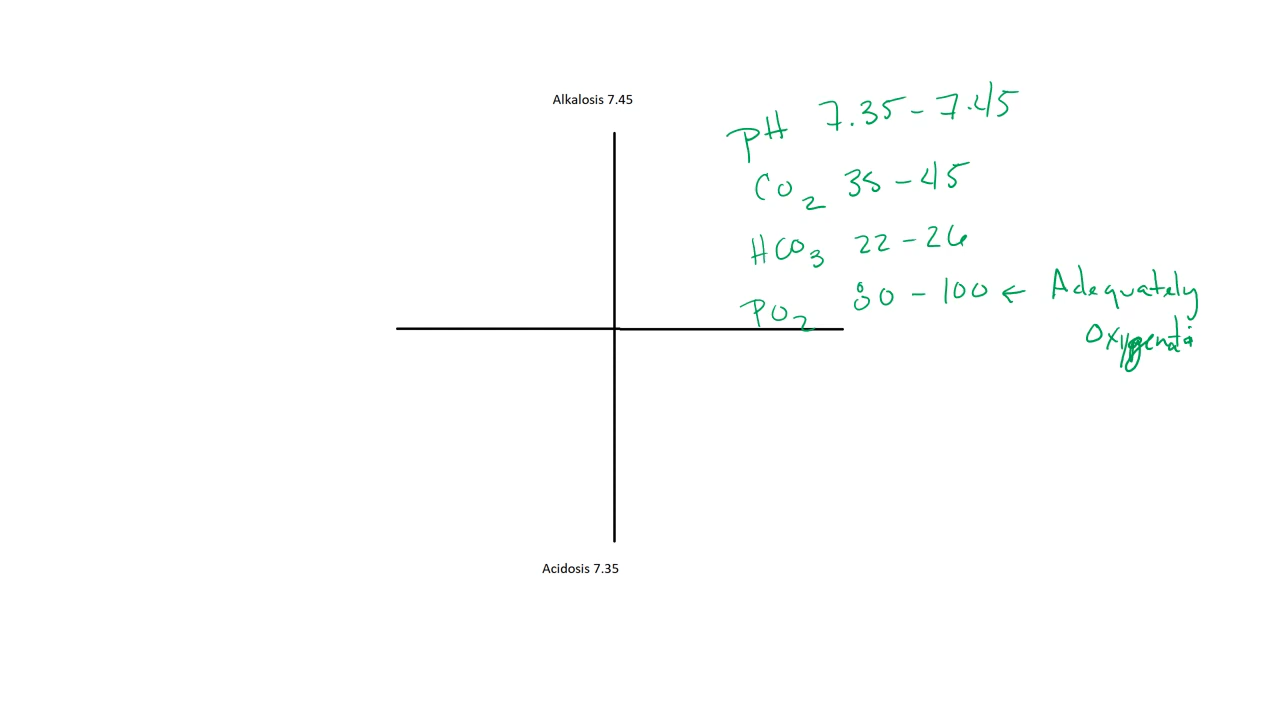 Alkalosis 7.45
pH 7.35 - 7.45
CO2 35 - 45
HCO3 22 - 26
PO2 80 - 100 ← Adequately
Acidosis 7.35